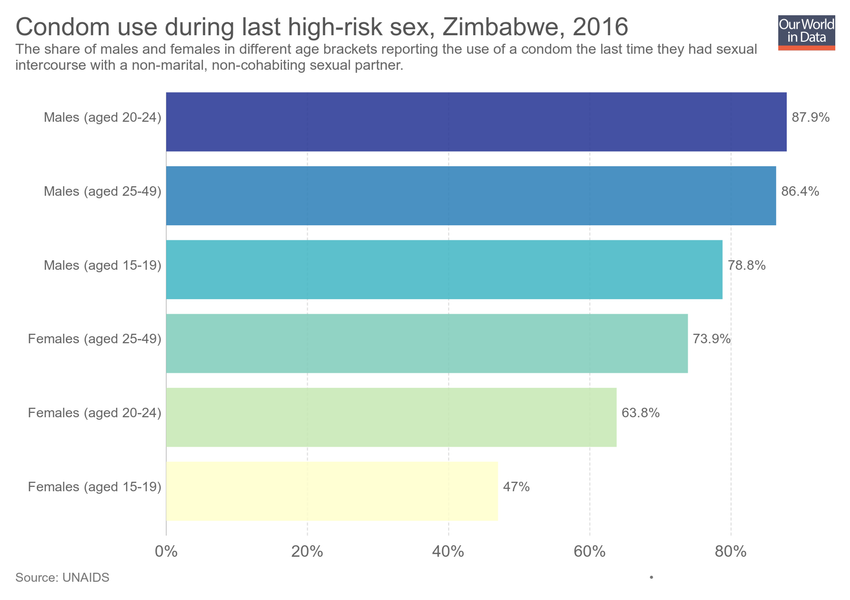 Condom use during last high-risk sex, Zimbabwe, 2016
Our World
in Data
The share of males and females in different age brackets reporting the use of a condom the last time they had sexual
intercourse with a non-marital, non-cohabiting sexual partner.
Males (aged 20-24)
87.9%
Males (aged 25-49)
86.4%
Males (aged 15-19)
78.8%
Females (aged 25-49)
73.9%
Females (aged 20-24)
63.8%
Females (aged 15-19)
47%
0%
20%
40%
60%
80%
Source: UNAIDS
•